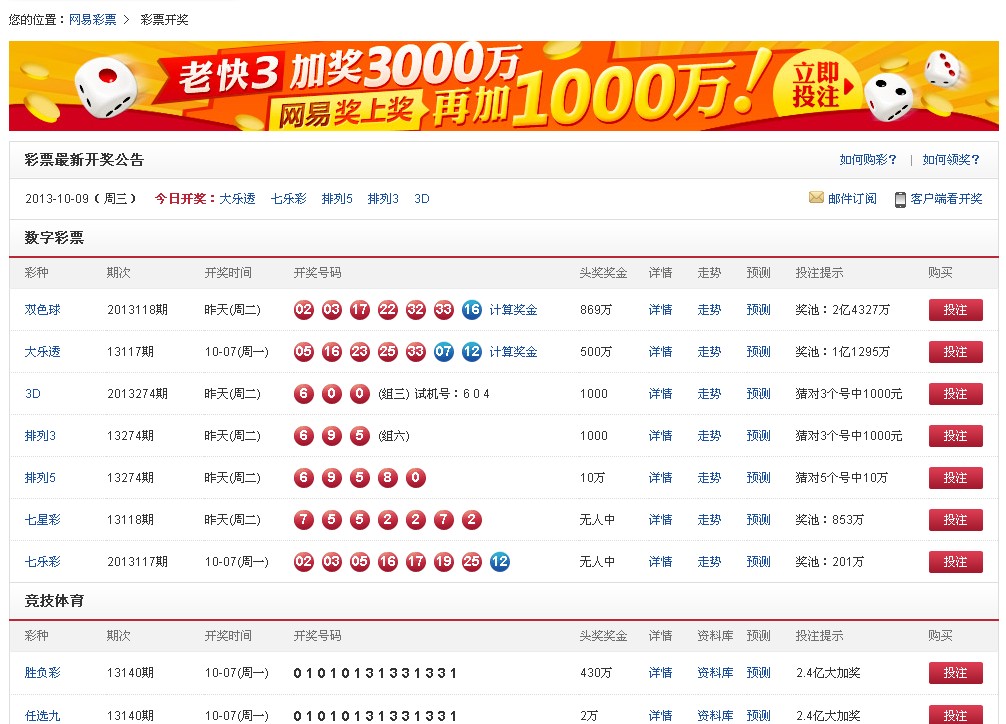 您的位置：网易彩票 > 彩票开奖
老快3 加奖3000万
网易奖上奖 再加1000万！
立即
投注
彩票最新开奖公告 如何购彩? | 如何领奖?
2013-10-09（周三） 今日开奖：大乐透 七乐彩 排列5 排列3 3D 邮件订阅 客户端看开奖
数字彩票
彩种 期次 开奖时间 开奖号码 头奖奖金 详情 走势 预测 投注提示 购买
双色球 2013118期 昨天(周二) 02 03 17 22 32 33 16 计算奖金 869万 详情 走势 预测 奖池：2亿4327万 投注
大乐透 13117期 10-07(周一) 05 16 23 25 33 07 12 计算奖金 500万 详情 走势 预测 奖池：1亿1295万 投注
3D 2013274期 昨天(周二) 6 0 0 (组三) 试机号：6 0 4 1000 详情 走势 预测 猜对3个号中1000元 投注
排列3 13274期 昨天(周二) 6 9 5 (组六) 1000 详情 走势 预测 猜对3个号中1000元 投注
排列5 13274期 昨天(周二) 6 9 5 8 0 10万 详情 走势 预测 猜对5个号中10万 投注
七星彩 13118期 昨天(周二) 7 5 5 2 2 7 2 无人中 详情 走势 预测 奖池：853万 投注
七乐彩 2013117期 10-07(周一) 02 03 05 16 17 19 25 12 无人中 详情 走势 预测 奖池：201万 投注
竞技体育
彩种 期次 开奖时间 开奖号码 头奖奖金 详情 资料库 预测 投注提示 购买
胜负彩 13140期 10-07(周一) 0 1 0 1 0 1 3 1 3 3 1 3 3 1 430万 详情 资料库 预测 2.4亿大加奖 投注
任选九 13140期 10-07(周一) 0 1 0 1 0 1 3 1 3 3 1 3 3 1 2万 详情 资料库 预测 2.4亿大加奖 投注